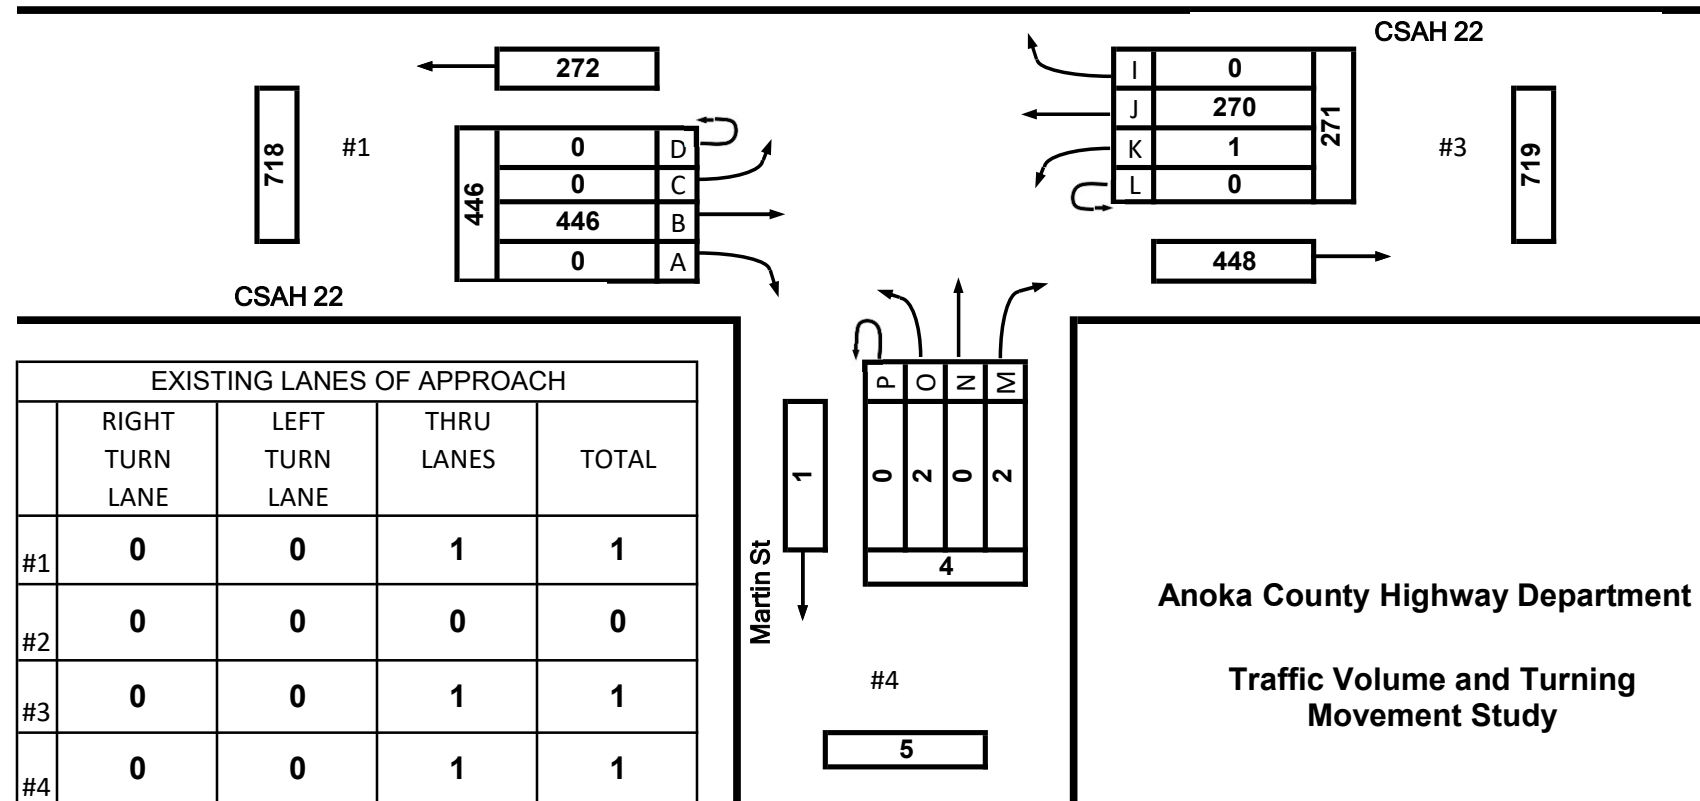 CSAH 22
272
718
#1
446
0 D
0 C
446 B
0 A
CSAH 22
I 0
J 270
K 1
L 0
271
#3
719
448
EXISTING LANES OF APPROACH
RIGHT TURN LANE
LEFT TURN LANE
THRU LANES
TOTAL
#1 0 0 1 1
#2 0 0 0 0
#3 0 0 1 1
#4 0 0 1 1
Martin St
1
P O N M
0 2 0 2
4
#4
5
Anoka County Highway Department
Traffic Volume and Turning
Movement Study